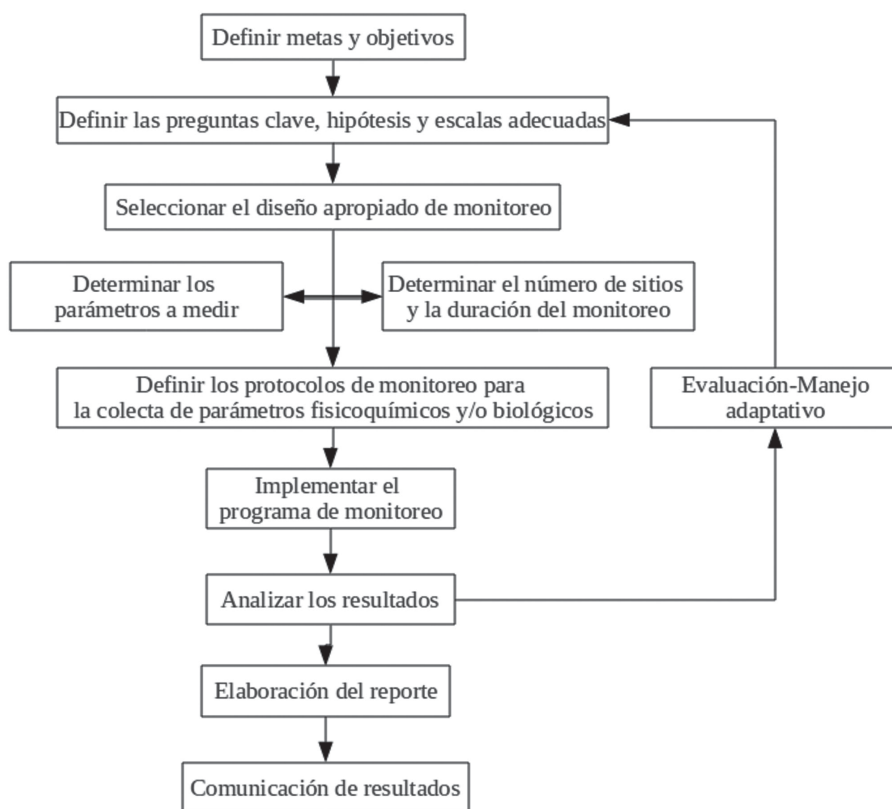 Definir metas y objetivos
Definir las preguntas clave, hipótesis y escalas adecuadas
Seleccionar el diseño apropiado de monitoreo
Determinar los
parámetros a medir
Determinar el número de sitios
y la duración del monitoreo
Definir los protocolos de monitoreo para
la colecta de parámetros fisicoquímicos y/o biológicos
Evaluación-Manejo
adaptativo
Implementar el
programa de monitoreo
Analizar los resultados
Elaboración del reporte
Comunicación de resultados